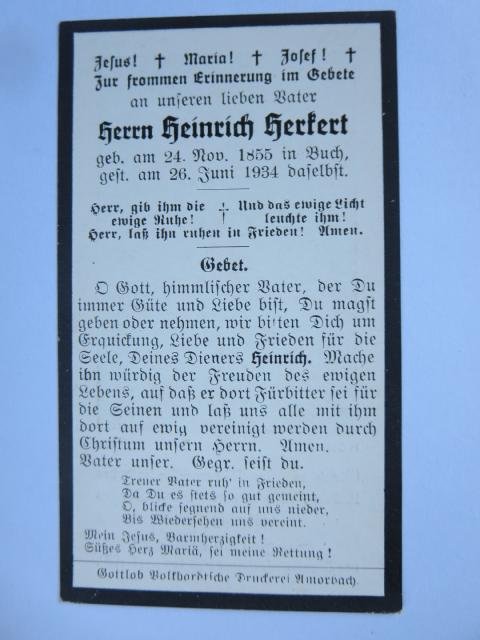 Jesus! † Maria! † Josef! †
Zur frommen Erinnerung im Gebete
an unseren lieben Vater
Herrn Heinrich Herkert
geb. am 24. Nov. 1855 in Buch,
gest. am 26. Juni 1934 daselbst.
Herr, gib ihm die † Und das ewige Licht
ewige Ruhe! leuchte ihm!
Herr, laß ihn ruhen in Frieden! Amen.
Gebet.
O Gott, himmlischer Vater, der Du
immer Güte und Liebe bist, Du magst
geben oder nehmen, wir bitten Dich um
Erquickung, Liebe und Frieden für die
Seele, Deines Dieners Heinrich. Mache
ihn würdig der Freuden des ewigen
Lebens, auf daß er dort Fürbitter sei für
die Seinen und laß uns alle mit ihm
dort auf ewig vereinigt werden durch
Christum unsern Herrn. Amen.
Vater unser. Gegr. seist du.
Treuer Vater ruh' in Frieden,
Da Du es stets so gut gemeint,
O, blicke segnend auf uns nieder,
Bis Wiedersehen uns vereint.
Mein Jesus, Barmherzigkeit!
Süßes Herz Mariä, sei meine Rettung!
Gottlob Volkhardtsche Druckerei Amorbach.